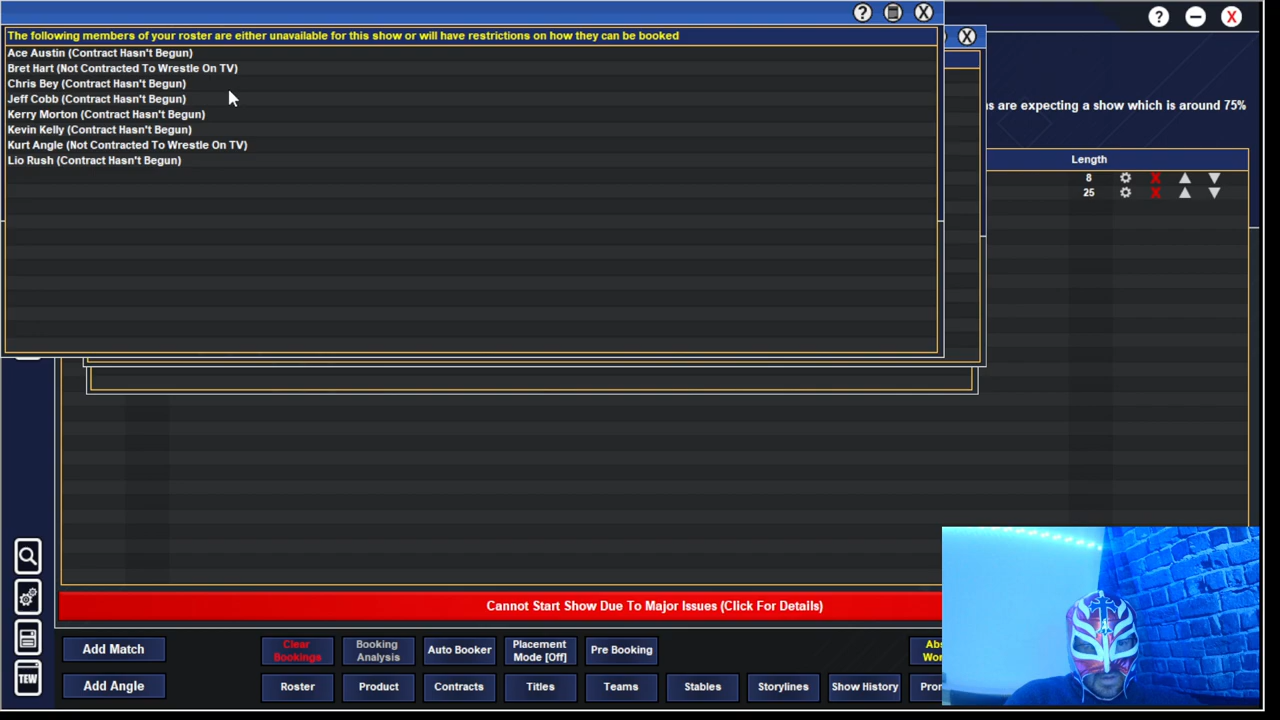 The following members of your roster are either unavailable for this show or will have restrictions on how they can be booked
Ace Austin (Contract Hasn't Begun)
Bret Hart (Not Contracted To Wrestle On TV)
Chris Bey (Contract Hasn't Begun)
Jeff Cobb (Contract Hasn't Begun)
Kerry Morton (Contract Hasn't Begun)
Kevin Kelly (Contract Hasn't Begun)
Kurt Angle (Not Contracted To Wrestle On TV)
Lio Rush (Contract Hasn't Begun)
are expecting a show which is around 75%
Length
8
25
Cannot Start Show Due To Major Issues (Click For Details)
Add Match
Clear Bookings
Booking Analysis
Auto Booker
Placement Mode [Off]
Pre Booking
TEW
Add Angle
Roster
Product
Contracts
Titles
Teams
Stables
Storylines
Show History